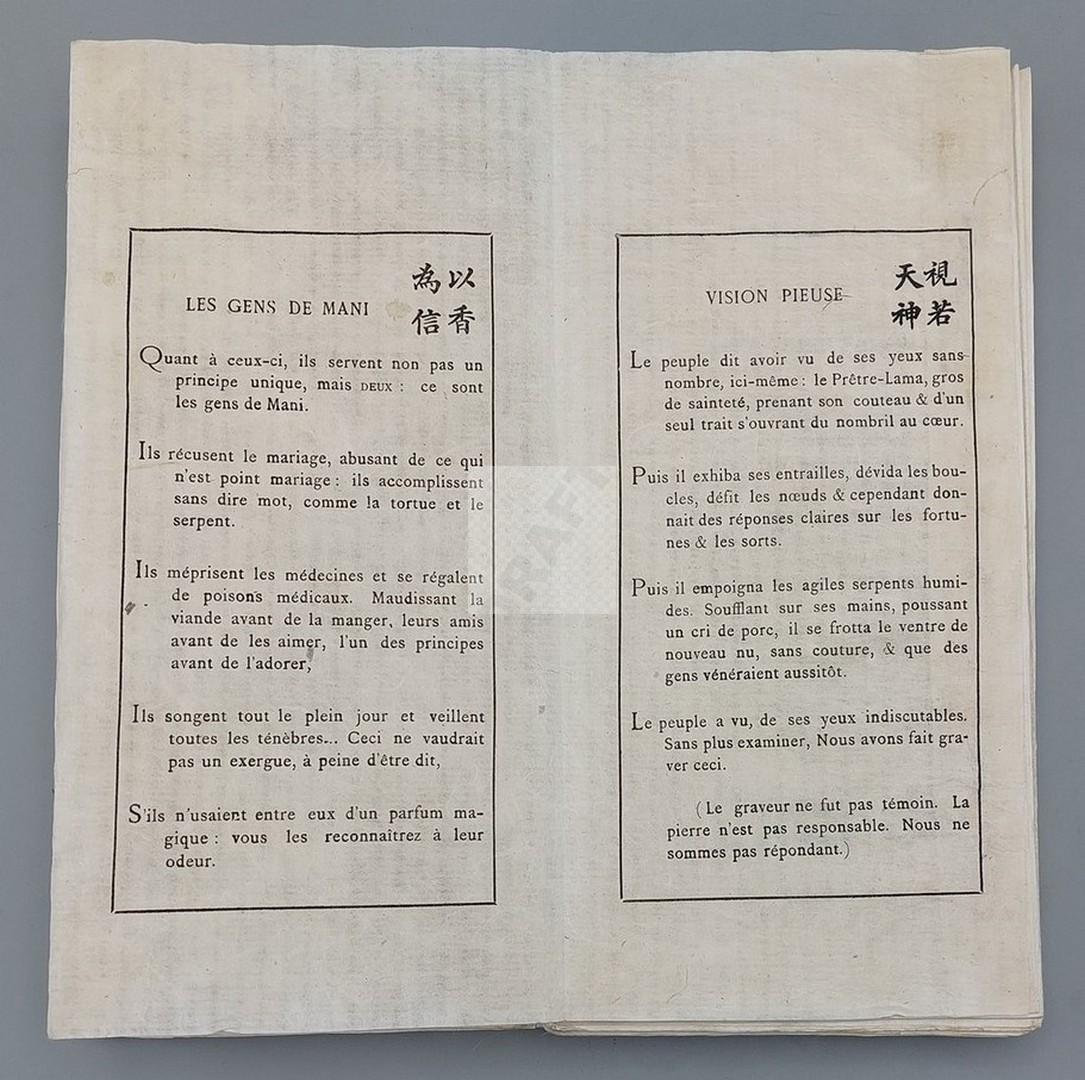 LES GENS DE MANI
以香
為信
Quant à ceux-ci, ils servent non pas un
principe unique, mais DEUX : ce sont
les gens de Mani.
Ils récusent le mariage, abusant de ce qui
n'est point mariage : ils accomplissent
sans dire mot, comme la tortue et le
serpent.
Ils méprisent les médecines et se régalent
de poisons médicaux. Maudissant la
viande avant de la manger, leurs amis
avant de les aimer, l'un des principes
avant de l'adorer,
Ils songent tout le plein jour et veillent
toutes les ténèbres... Ceci ne vaudrait
pas un exergue, à peine d'être dit,
S'ils n'usaient entre eux d'un parfum ma-
gique : vous les reconnaîtrez à leur
odeur.
VISION PIEUSE
視若
天神
Le peuple dit avoir vu de ses yeux sans
nombre, ici-même : le Prêtre-Lama, gros
de sainteté, prenant son couteau & d'un
seul trait s'ouvrant du nombril au cœur.
Puis il exhiba ses entrailles, dévida les bou-
cles, défit les nœuds & cependant don-
nait des réponses claires sur les fortu-
nes & les sorts.
Puis il empoigna les agiles serpents humi-
des. Soufflant sur ses mains, poussant
un cri de porc, il se frotta le ventre de
nouveau nu, sans couture, & que des
gens vénéraient aussitôt.
Le peuple a vu, de ses yeux indiscutables.
Sans plus examiner, Nous avons fait gra-
ver ceci.
(Le graveur ne fut pas témoin. La
pierre n'est pas responsable. Nous ne
sommes pas répondant.)